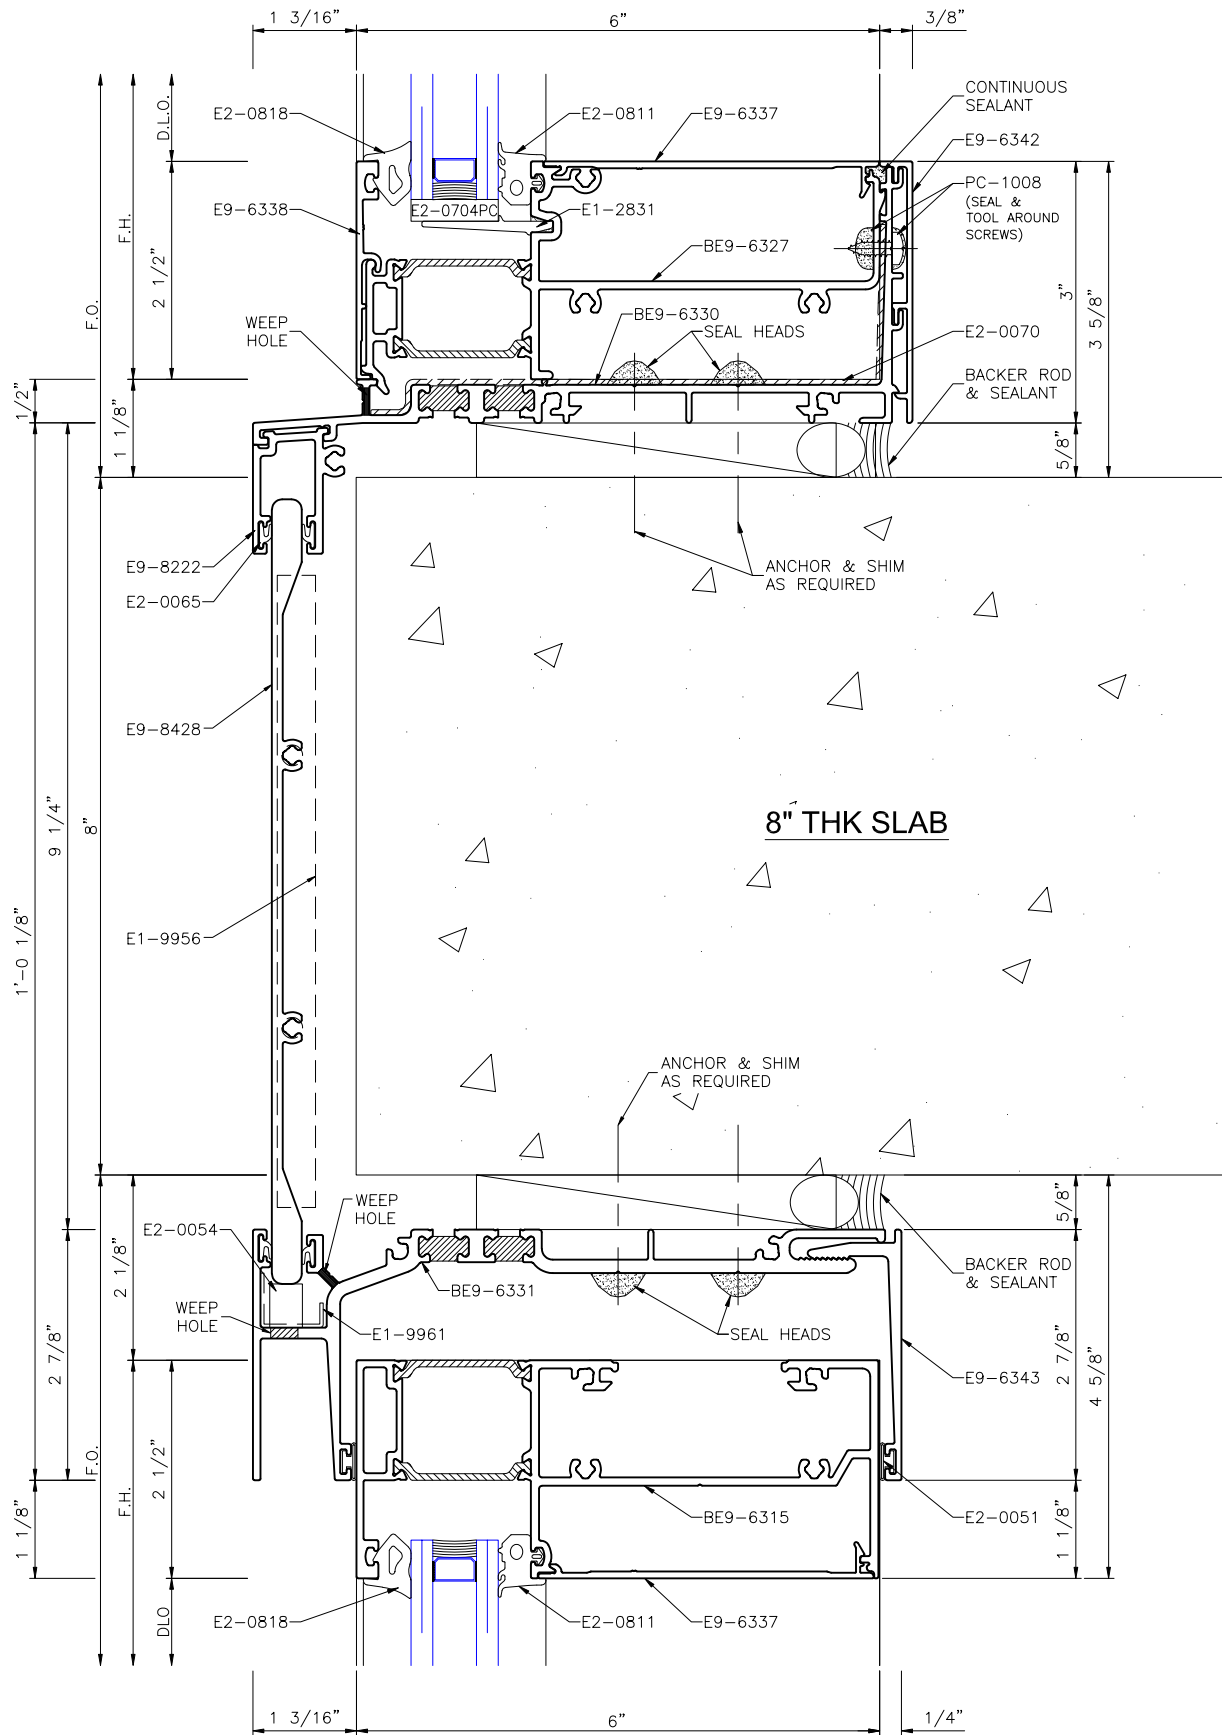 1 3/16"
6"
3/8"
F.O.
F.H.
D.L.O.
E2-0818
E2-0811
E9-6337
CONTINUOUS
SEALANT
E9-6342
E9-6338
E2-0704PC
E1-2831
PC-1008
(SEAL &
TOOL AROUND
SCREWS)
2 1/2"
BE9-6327
3"
3 5/8"
WEEP
HOLE
BE9-6330
SEAL HEADS
E2-0070
1/2"
1 1/8"
BACKER ROD
& SEALANT
5/8"
E9-8222
E2-0065
ANCHOR & SHIM
AS REQUIRED
E9-8428
9 1/4"
8"
8" THK SLAB
1'-0 1/8"
E1-9956
ANCHOR & SHIM
AS REQUIRED
E2-0054
WEEP
HOLE
2 1/8"
5/8"
BACKER ROD
& SEALANT
BE9-6331
WEEP
HOLE
E1-9961
SEAL HEADS
2 7/8"
E9-6343
2 7/8"
4 5/8"
F.O.
F.H.
2 1/2"
BE9-6315
E2-0051
1 1/8"
1 1/8"
DLO
E2-0818
E2-0811
E9-6337
1 3/16"
6"
1/4"